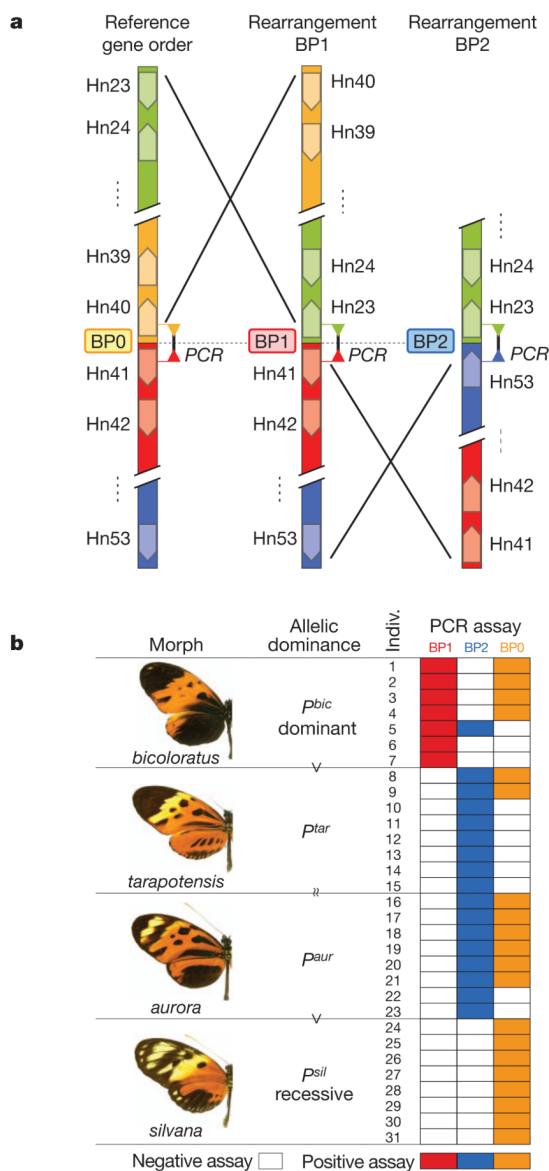 a
Reference gene order
Rearrangement BP1
Rearrangement BP2
Hn23
Hn24
Hn39
Hn40
BP0
PCR
Hn41
Hn42
Hn53
Hn40
Hn39
Hn24
Hn23
BP1
PCR
Hn41
Hn42
Hn53
Hn24
Hn23
BP2
PCR
Hn53
Hn42
Hn41
b
Morph
Allelic dominance
Indiv.
PCR assay
BP1 BP2 BP0
bicoloratus
Pbic dominant
1
2
3
4
5
6
7
tarapotensis
Ptar
8
9
10
11
12
13
14
15
aurora
Paur
16
17
18
19
20
21
22
23
silvana
Psil recessive
24
25
26
27
28
29
30
31
Negative assay
Positive assay